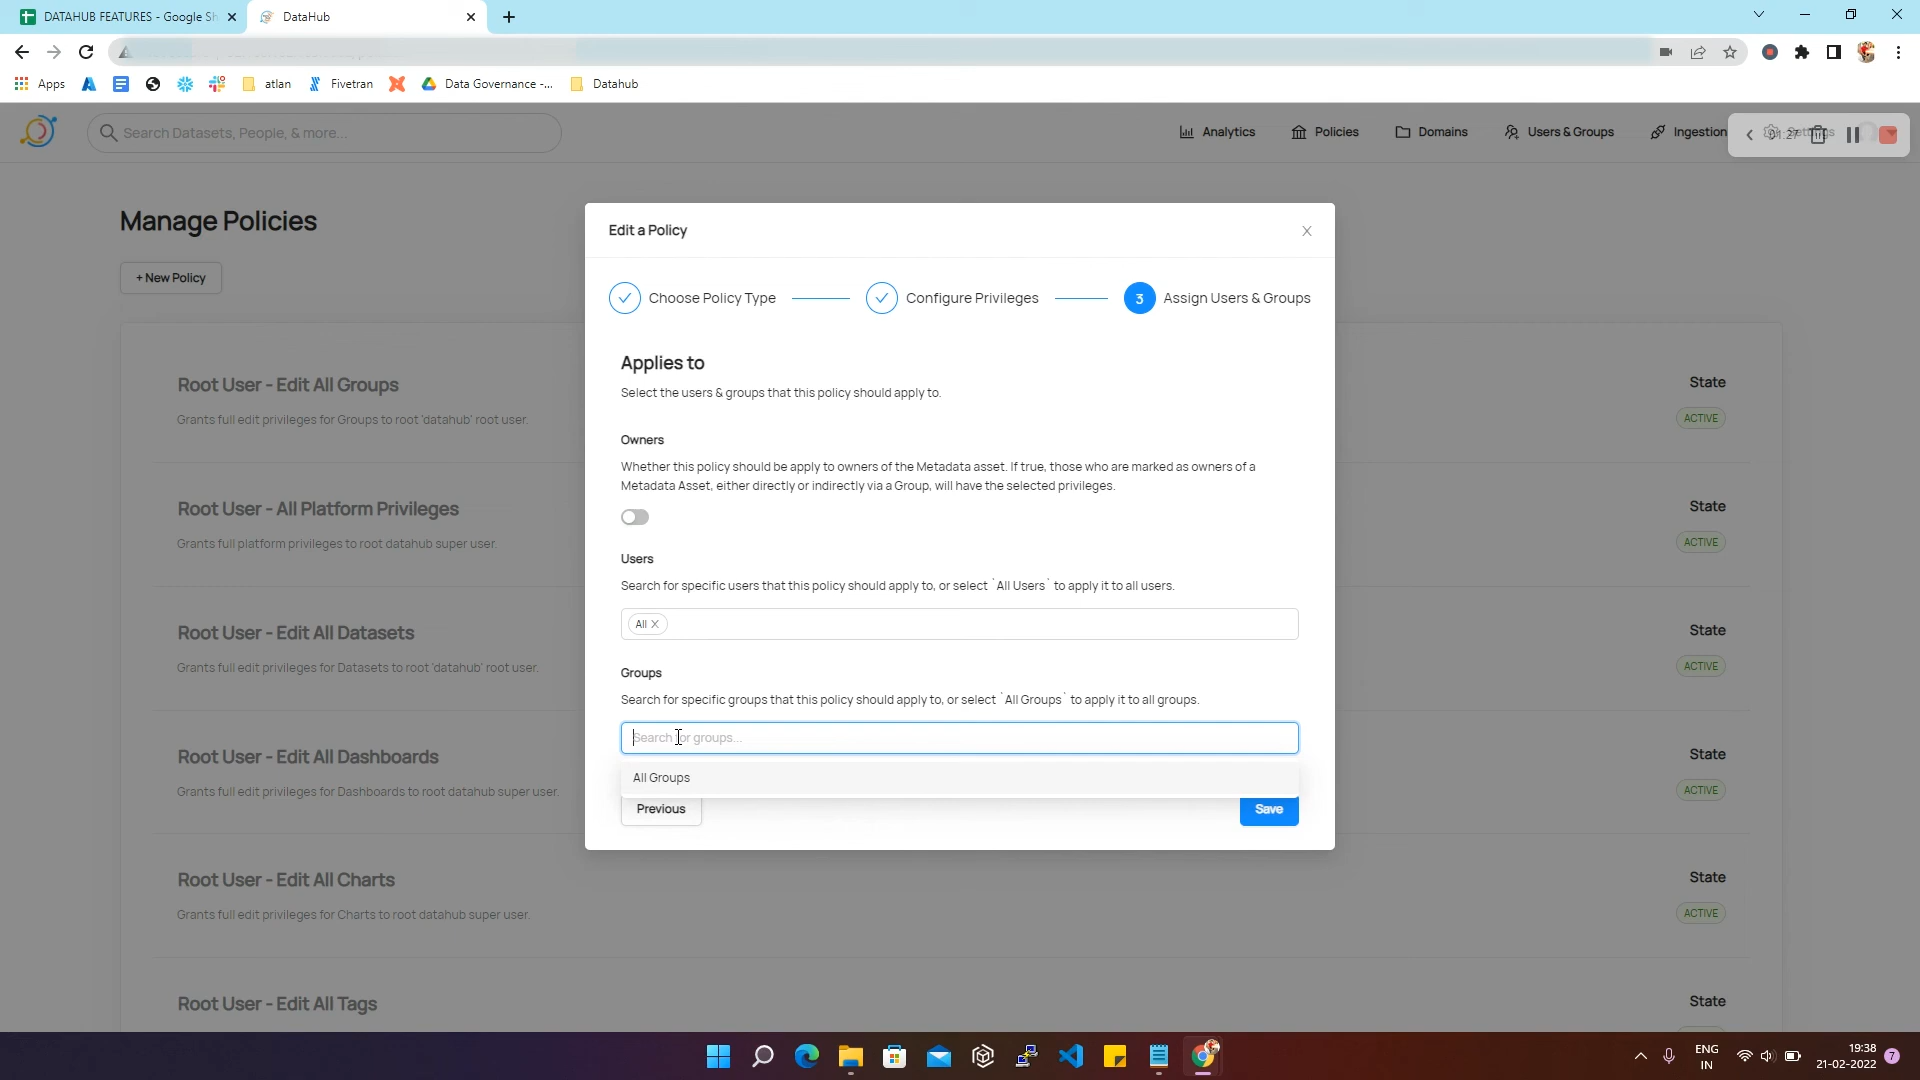 DATAHUB FEATURES - Google Sh
DataHub
Apps
atlan
Fivetran
Data Governance -...
Datahub
Search Datasets, People, & more...
Analytics
Policies
Domains
Users & Groups
Ingestion
Manage Policies
+ New Policy
Root User - Edit All Groups
Grants full edit privileges for Groups to root 'datahub' root user.
State
ACTIVE
Root User - All Platform Privileges
Grants full platform privileges to root datahub super user.
State
ACTIVE
Root User - Edit All Datasets
Grants full edit privileges for Datasets to root 'datahub' root user.
State
ACTIVE
Root User - Edit All Dashboards
Grants full edit privileges for Dashboards to root datahub super user.
State
ACTIVE
Root User - Edit All Charts
Grants full edit privileges for Charts to root datahub super user.
State
ACTIVE
Root User - Edit All Tags
State
Edit a Policy
Choose Policy Type
Configure Privileges
3 Assign Users & Groups
Applies to
Select the users & groups that this policy should apply to.
Owners
Whether this policy should be apply to owners of the Metadata asset. If true, those who are marked as owners of a
Metadata Asset, either directly or indirectly via a Group, will have the selected privileges.
Users
Search for specific users that this policy should apply to, or select `All Users` to apply it to all users.
All
Groups
Search for specific groups that this policy should apply to, or select `All Groups` to apply it to all groups.
Search for groups...
All Groups
Previous
Save
ENG
IN
19:38
21-02-2022
7